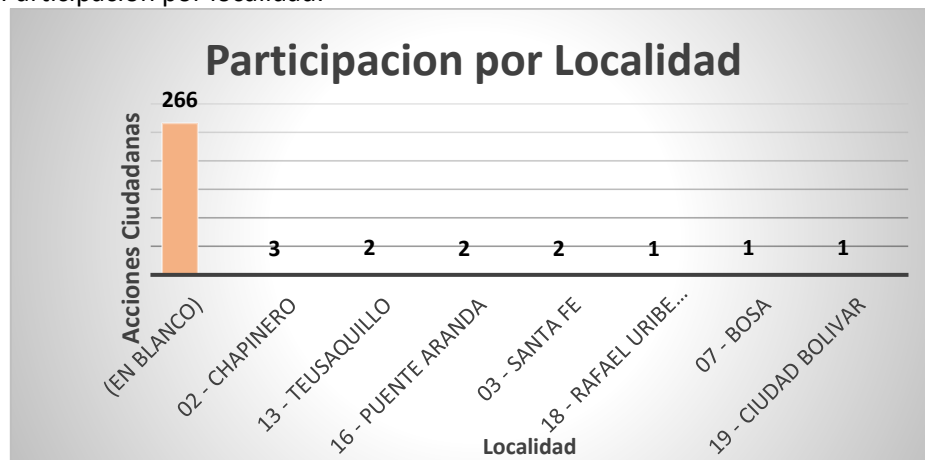 Participación por localidad.
Participacion por Localidad
Acciones Ciudadanas
266
3
2
2
2
1
1
1
(EN BLANCO)
02 - CHAPINERO
13 - TEUSAQUILLO
16 - PUENTE ARANDA
03 - SANTA FE
18 - RAFAEL URIBE…
07 - BOSA
19 - CIUDAD BOLIVAR
Localidad